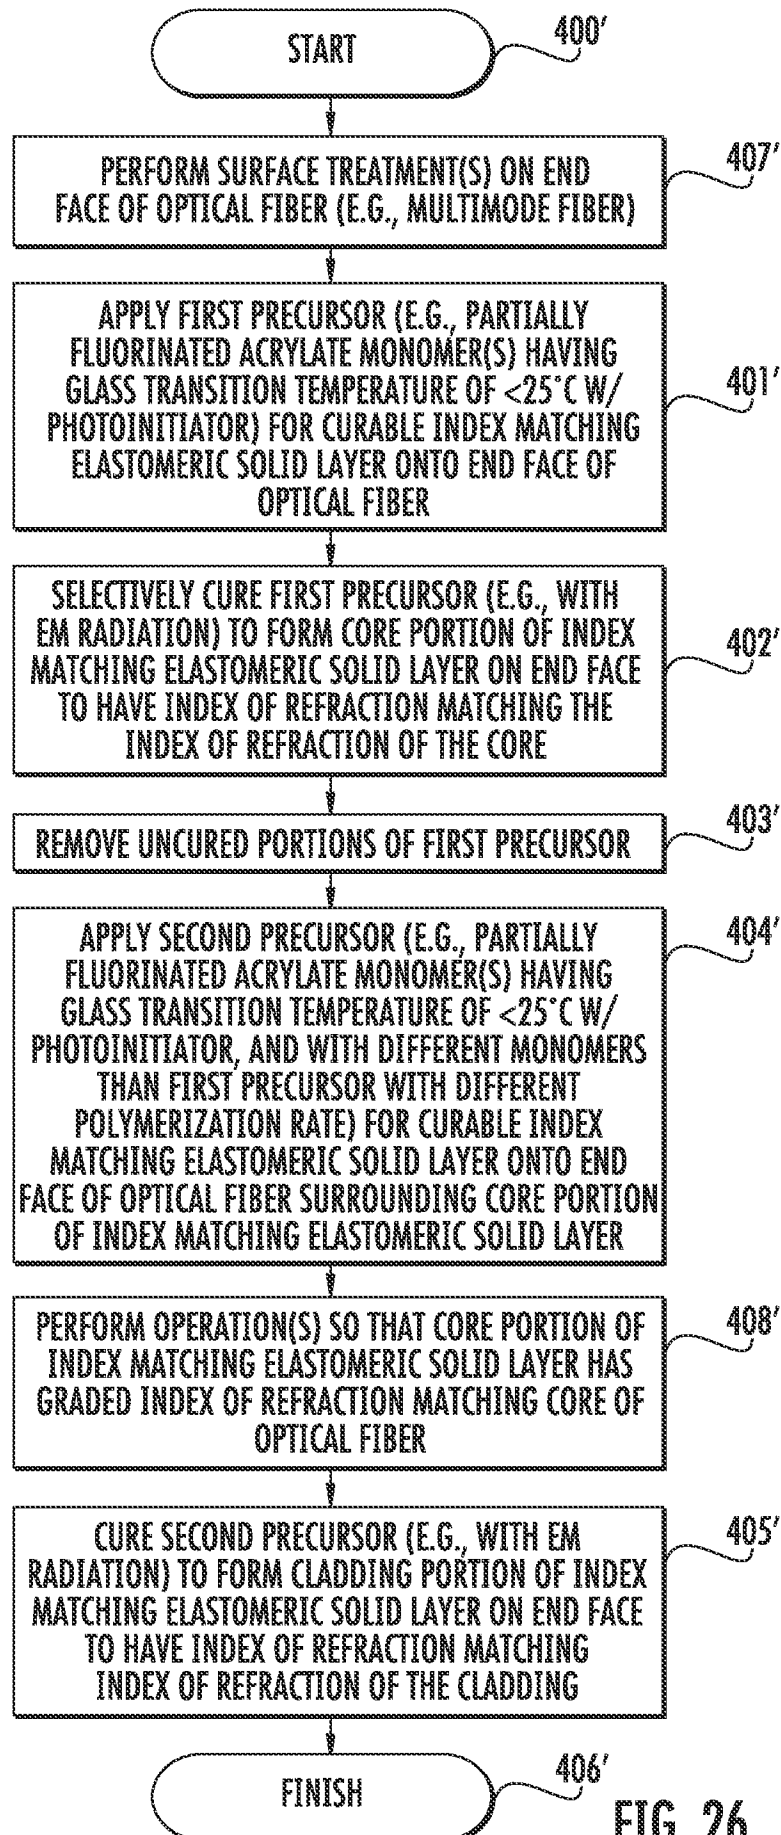 START
400'
PERFORM SURFACE TREATMENT(S) ON END
FACE OF OPTICAL FIBER (E.G., MULTIMODE FIBER)
407'
APPLY FIRST PRECURSOR (E.G., PARTIALLY
FLUORINATED ACRYLATE MONOMER(S) HAVING
GLASS TRANSITION TEMPERATURE OF <25°C W/
PHOTOINITIATOR) FOR CURABLE INDEX MATCHING
ELASTOMERIC SOLID LAYER ONTO END FACE OF
OPTICAL FIBER
401'
SELECTIVELY CURE FIRST PRECURSOR (E.G., WITH
EM RADIATION) TO FORM CORE PORTION OF INDEX
MATCHING ELASTOMERIC SOLID LAYER ON END FACE
TO HAVE INDEX OF REFRACTION MATCHING THE
INDEX OF REFRACTION OF THE CORE
402'
REMOVE UNCURED PORTIONS OF FIRST PRECURSOR
403'
APPLY SECOND PRECURSOR (E.G., PARTIALLY
FLUORINATED ACRYLATE MONOMER(S) HAVING
GLASS TRANSITION TEMPERATURE OF <25°C W/
PHOTOINITIATOR, AND WITH DIFFERENT MONOMERS
THAN FIRST PRECURSOR WITH DIFFERENT
POLYMERIZATION RATE) FOR CURABLE INDEX
MATCHING ELASTOMERIC SOLID LAYER ONTO END
FACE OF OPTICAL FIBER SURROUNDING CORE PORTION
OF INDEX MATCHING ELASTOMERIC SOLID LAYER
404'
PERFORM OPERATION(S) SO THAT CORE PORTION OF
INDEX MATCHING ELASTOMERIC SOLID LAYER HAS
GRADED INDEX OF REFRACTION MATCHING CORE OF
OPTICAL FIBER
408'
CURE SECOND PRECURSOR (E.G., WITH EM
RADIATION) TO FORM CLADDING PORTION OF INDEX
MATCHING ELASTOMERIC SOLID LAYER ON END FACE
TO HAVE INDEX OF REFRACTION MATCHING
INDEX OF REFRACTION OF THE CLADDING
405'
FINISH
406'
FIG. 26